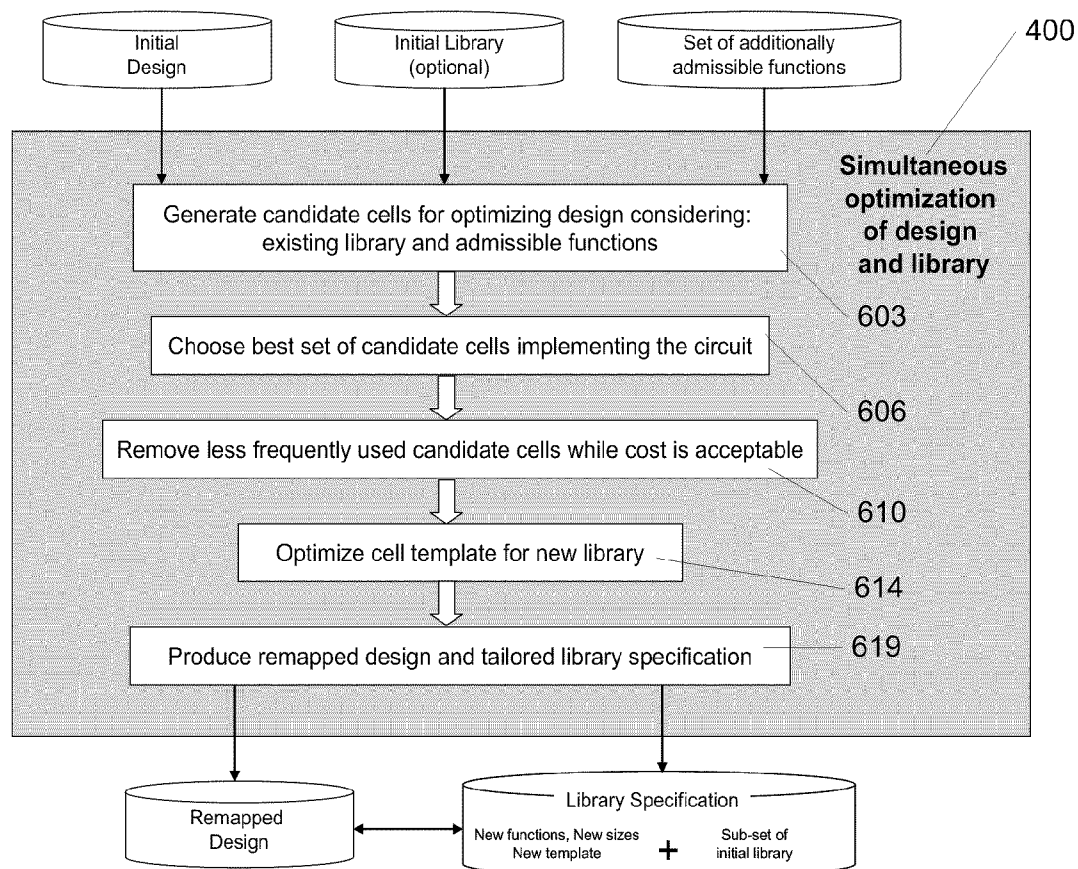 Initial
Design
Initial Library
(optional)
Set of additionally
admissible functions
400
Simultaneous
optimization
of design
and library
Generate candidate cells for optimizing design considering:
existing library and admissible functions
603
Choose best set of candidate cells implementing the circuit
606
Remove less frequently used candidate cells while cost is acceptable
610
Optimize cell template for new library
614
Produce remapped design and tailored library specification
619
Remapped
Design
Library Specification
New functions, New sizes
New template
+
Sub-set of
initial library